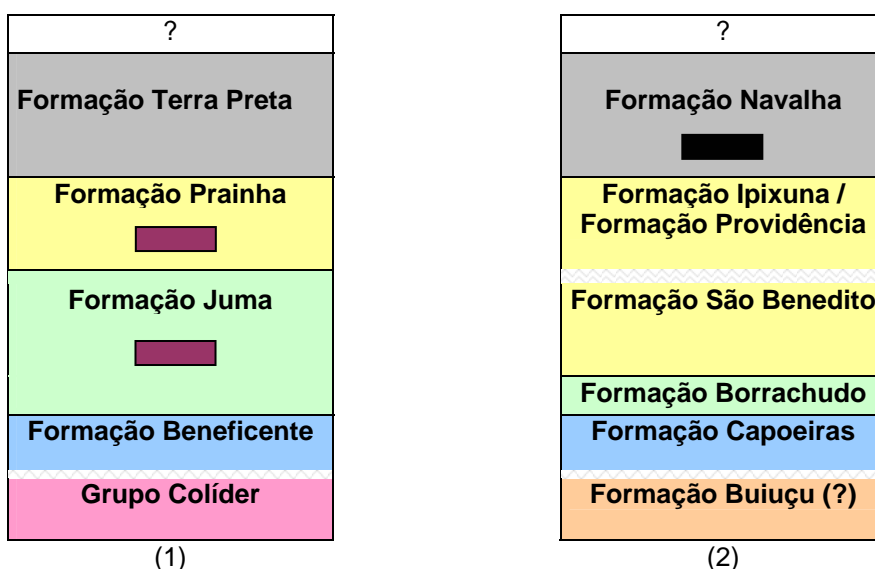 ?
Formação Terra Preta
Formação Prainha
Formação Juma
Formação Beneficente
Grupo Colíder
(1)
?
Formação Navalha
Formação Ipixuna /
Formação Providência
Formação São Benedito
Formação Borrachudo
Formação Capoeiras
Formação Buiuçu (?)
(2)